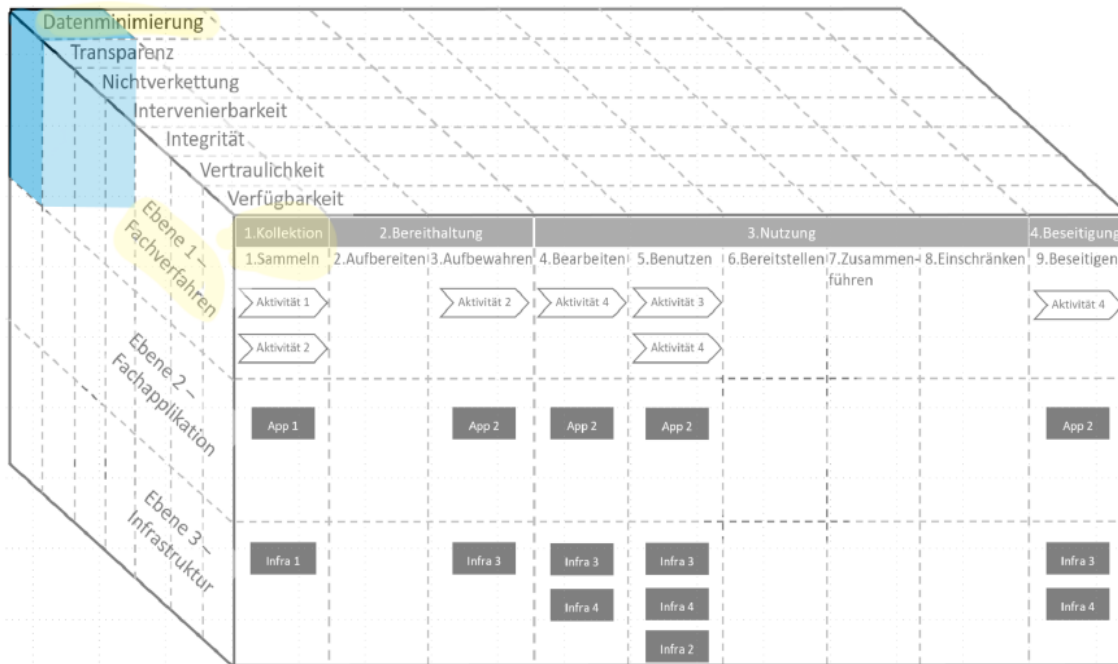 Datenminimierung
Transparenz
Nichtverkettung
Intervenierbarkeit
Integrität
Vertraulichkeit
Verfügbarkeit
Ebene 1 –
Fachverfahren
Ebene 2 –
Fachapplikation
Ebene 3 –
Infrastruktur
1.Kollektion 2.Bereithaltung 3.Nutzung 4.Beseitigung
1.Sammeln 2.Aufbereiten 3.Aufbewahren 4.Bearbeiten 5.Benutzen 6.Bereitstellen 7.Zusammen- 8.Einschränken 9.Beseitigen
führen
Aktivität 1 Aktivität 2 Aktivität 4 Aktivität 3 Aktivität 4
Aktivität 2 Aktivität 4
App 1 App 2 App 2 App 2 App 2
Infra 1 Infra 3 Infra 3 Infra 3 Infra 3
Infra 4 Infra 4 Infra 4
Infra 2